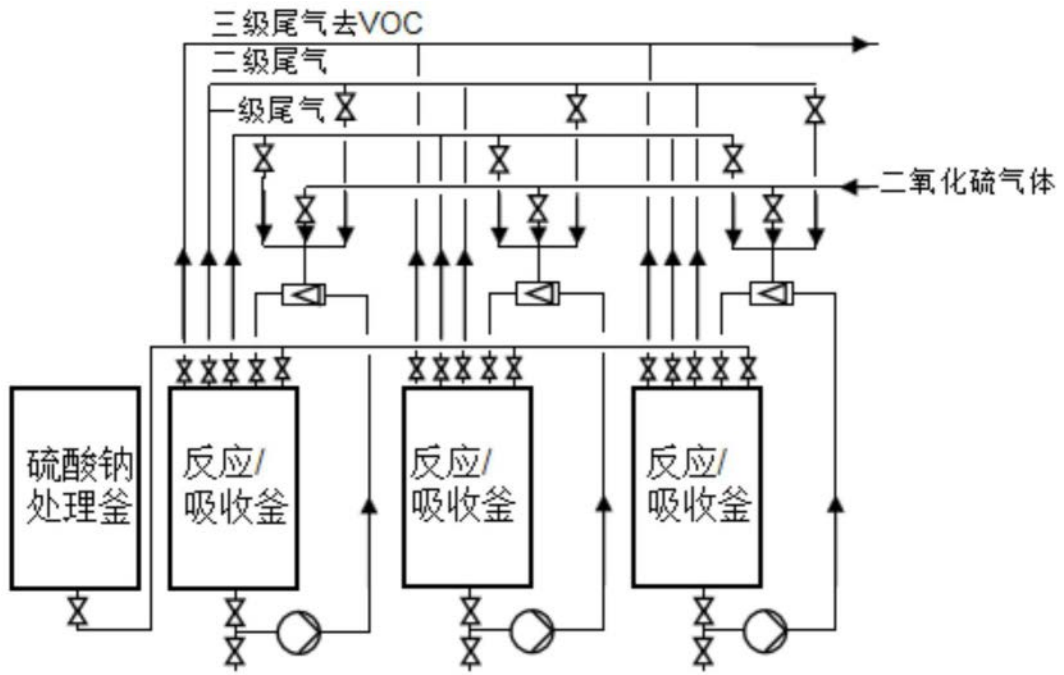 三级尾气去VOC
二级尾气
一级尾气
二氧化硫气体
硫酸钠
处理釜
反应/
吸收釜
反应/
吸收釜
反应/
吸收釜